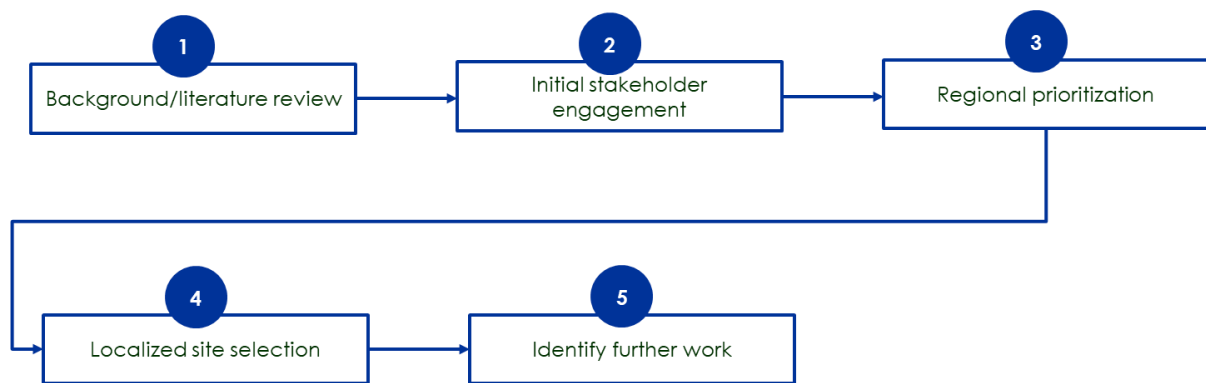 1
Background/literature review
2
Initial stakeholder
engagement
3
Regional prioritization
4
Localized site selection
5
Identify further work